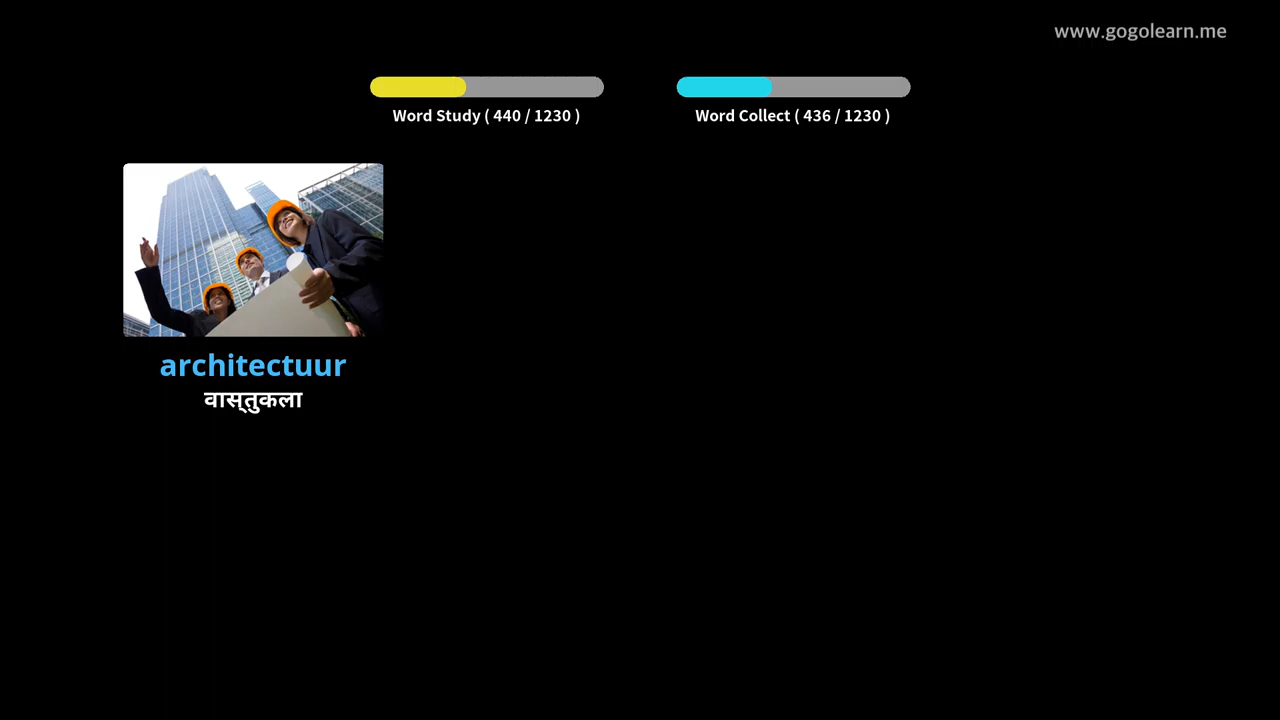 www.gogolearn.me
Word Study ( 440 / 1230 )
Word Collect ( 436 / 1230 )
architectuur
वास्तुकला